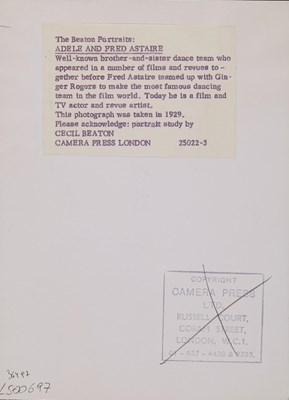 The Beaton Portraits:
ADELE AND FRED ASTAIRE
Well-known brother-and-sister dance team who
appeared in a number of films and revues to -
gether before Fred Astaire teamed up with Gin-
ger Rogers to make the most famous dancing
team in the film world. Today he is a film and
TV actor and revue artist.
This photograph was taken in 1929.
Please acknowledge: portrait study by
CECIL BEATON
CAMERA PRESS LONDON 25022-3
COPYRIGHT
CAMERA PRESS
LTD.
RUSSELL COURT,
CORAM STREET,
LONDON, W.C.1.
LS00697